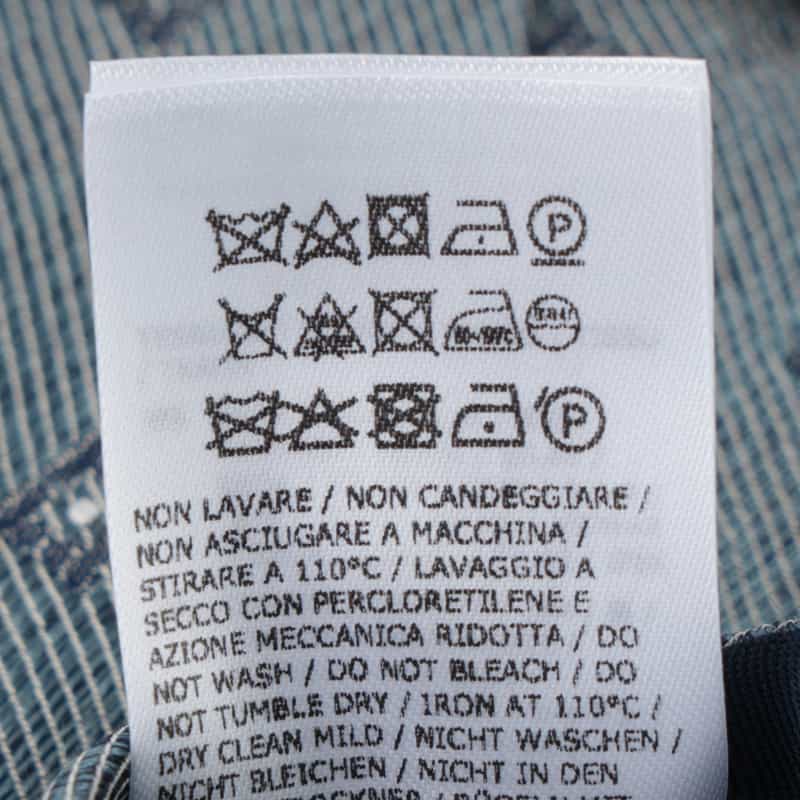 P
P
NON LAVARE / NON CANDEGGIARE /
NON ASCIUGARE A MACCHINA /
STIRARE A 110°C / LAVAGGIO A
SECCO CON PERCLORETILENE E
AZIONE MECCANICA RIDOTTA / DO
NOT WASH / DO NOT BLEACH / DO
NOT TUMBLE DRY / IRON AT 110°C /
DRY CLEAN MILD / NICHT WASCHEN /
NICHT BLEICHEN / NICHT IN DEN